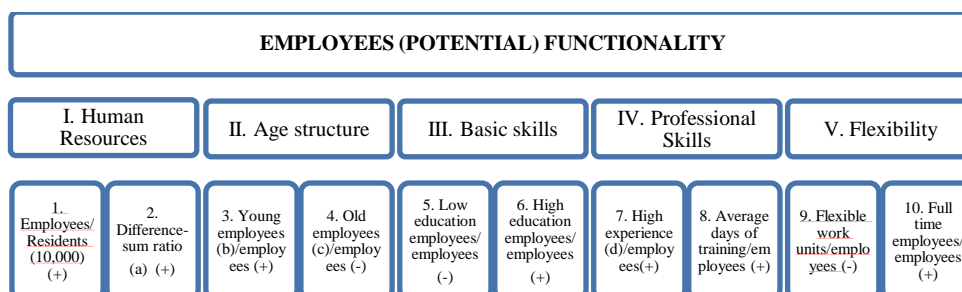 EMPLOYEES (POTENTIAL) FUNCTIONALITY
I. Human
Resources
II. Age structure
III. Basic skills
IV. Professional
Skills
V. Flexibility
1.
Employees/
Residents
(10,000)
(+)
2.
Difference-
sum ratio
(a) (+)
3. Young
employees
(b)/employ
ees (+)
4. Old
employees
(c)/employ
ees (-)
5. Low
education
employees/
employees
(-)
6. High
education
employees/
employees
(+)
7. High
experience
(d)/employ
ees(+)
8. Average
days of
training/em
ployees (+)
9. Flexible
work
units/emplo
yees (-)
10. Full
time
employees/
employees
(+)